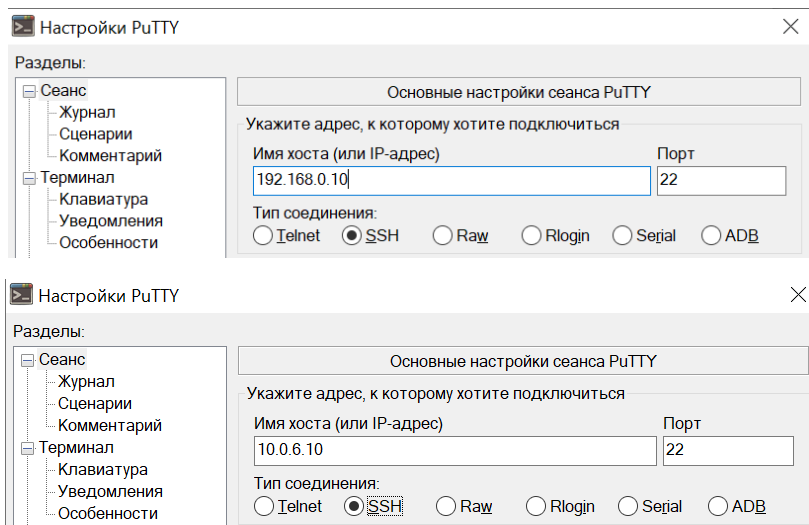 Настройки PuTTY
Разделы:
Сеанс
Журнал
Сценарии
Комментарий
Терминал
Клавиатура
Уведомления
Особенности
Основные настройки сеанса PuTTY
Укажите адрес, к которому хотите подключиться
Имя хоста (или IP-адрес) Порт
192.168.0.10 22
Тип соединения:
Telnet SSH Raw Rlogin Serial ADB
Настройки PuTTY
Разделы:
Сеанс
Журнал
Сценарии
Комментарий
Терминал
Клавиатура
Уведомления
Особенности
Основные настройки сеанса PuTTY
Укажите адрес, к которому хотите подключиться
Имя хоста (или IP-адрес) Порт
10.0.6.10 22
Тип соединения:
Telnet SSH Raw Rlogin Serial ADB